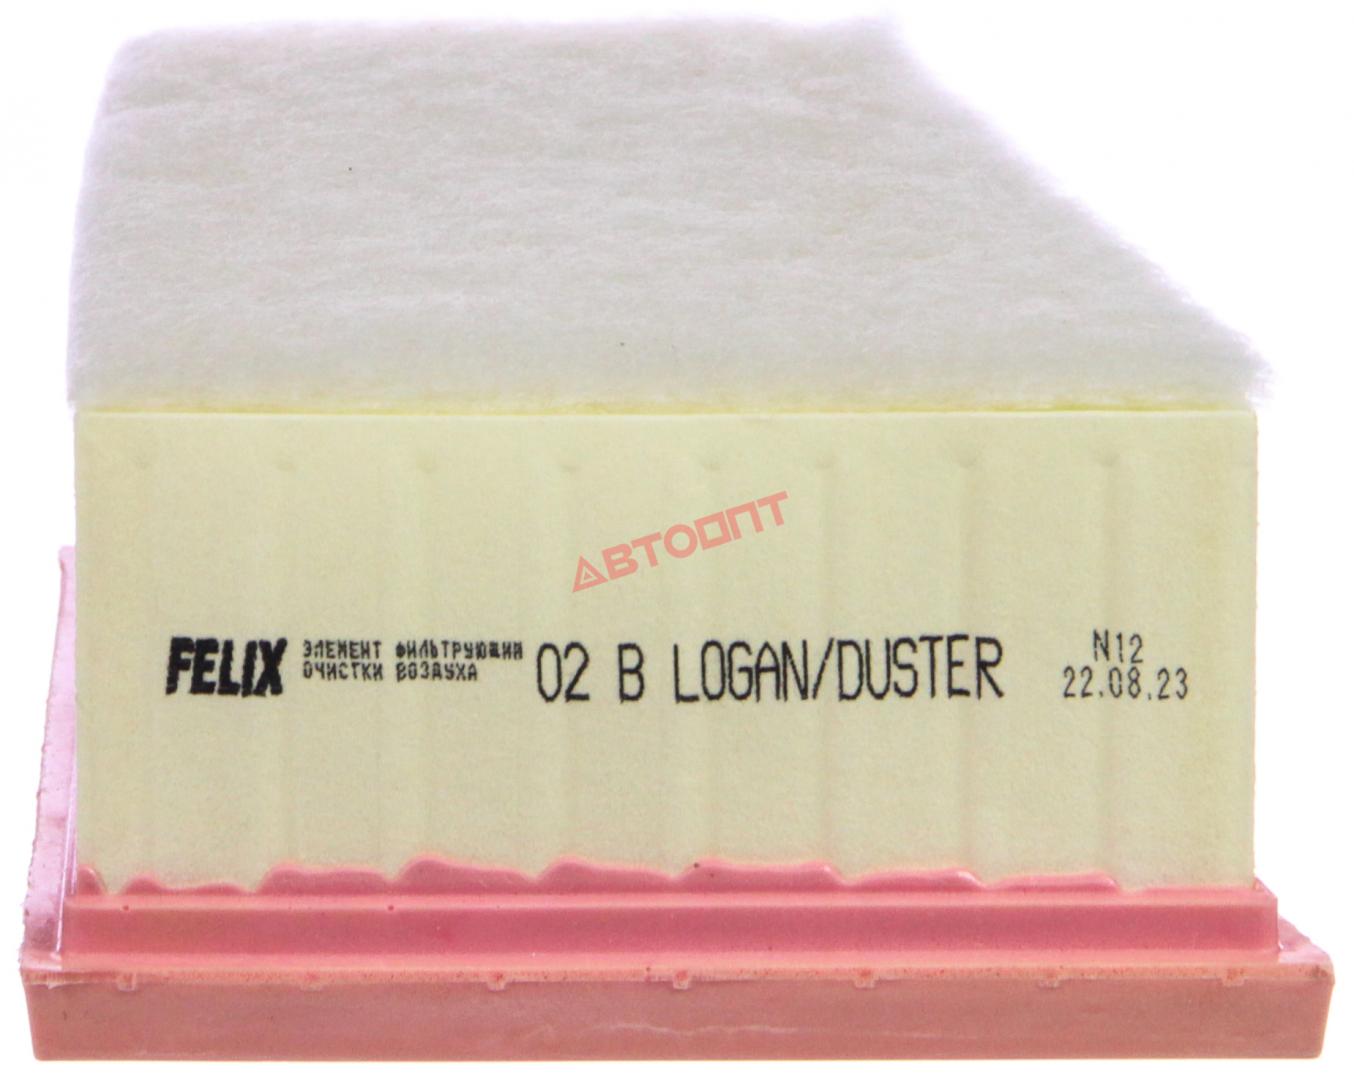 АВТООПТ
FELIX ЭЛЕМЕНТ ФИЛЬТРУЮЩИЙ
ОЧИСТКИ ВОЗДУХА
02 В LOGAN/DUSTER
N12
22.08.23